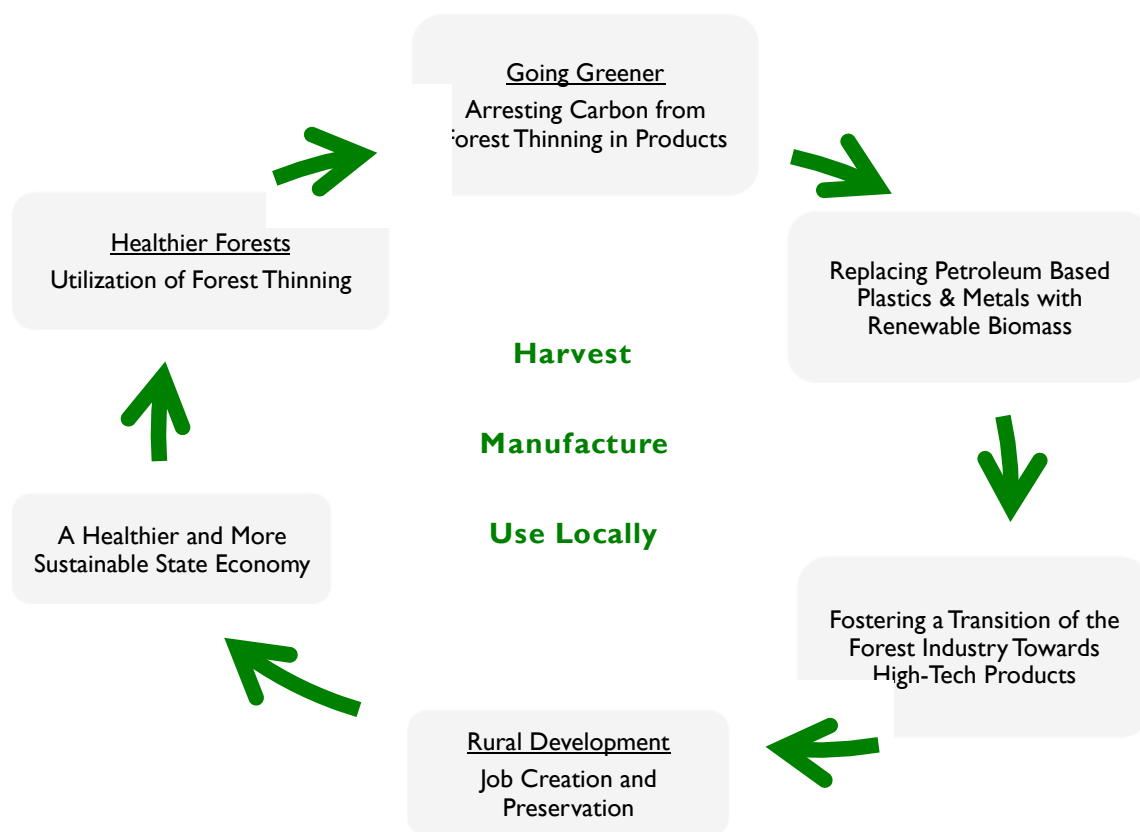 Going Greener
Arresting Carbon from
Forest Thinning in Products
Healthier Forests
Utilization of Forest Thinning
Replacing Petroleum Based
Plastics & Metals with
Renewable Biomass
Harvest
Manufacture
Use Locally
A Healthier and More
Sustainable State Economy
Fostering a Transition of the
Forest Industry Towards
High-Tech Products
Rural Development
Job Creation and
Preservation